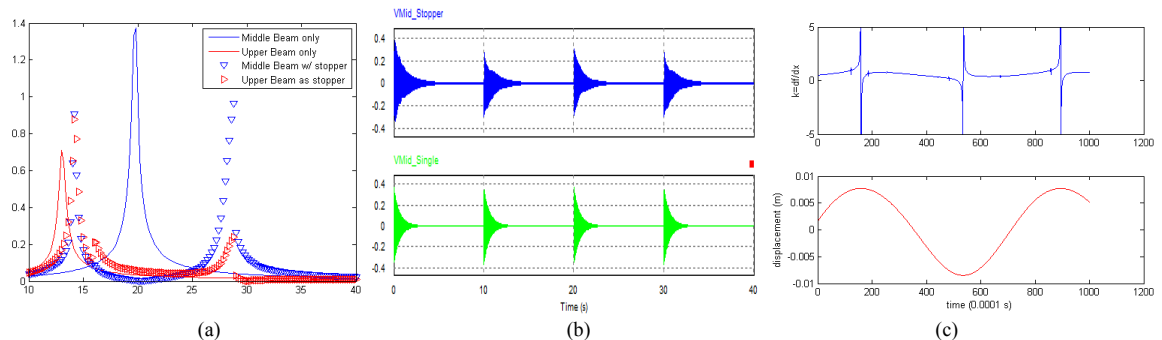 1.4
1.2
1
0.8
0.6
0.4
0.2
0
10 15 20 25 30 35 40
Middle Beam only
Upper Beam only
Middle Beam w/ stopper
Upper Beam as stopper
(a)
VMid_Stopper
0.4
0.2
0
-0.2
-0.4
VMid_Single
0.4
0.2
0
-0.2
-0.4
0 10 20 30 40
Time (s)
(b)
k=df/dx
5
0
-5
0 200 400 600 800 1000 1200
displacement (m)
0.01
0.005
0
-0.005
-0.01
0 200 400 600 800 1000 1200
time (0.0001 s)
(c)